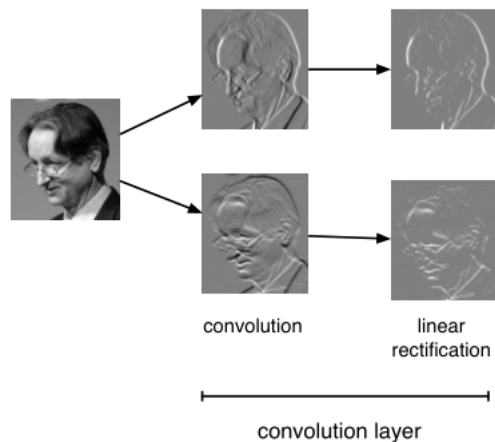 convolution
linear
rectification
convolution layer